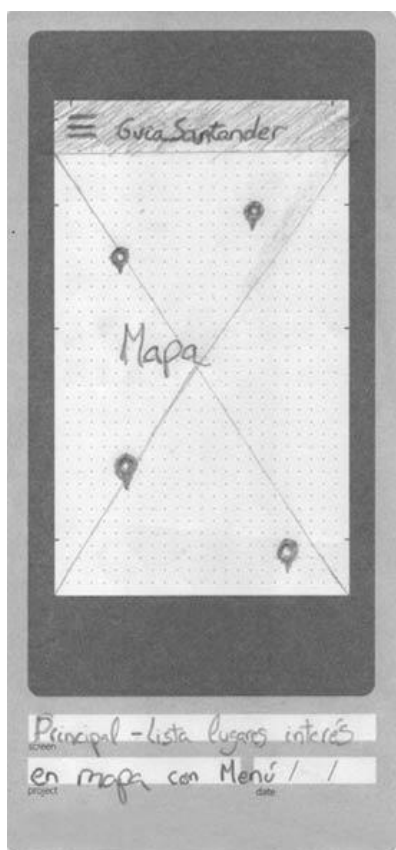 Guia Santander
Mapa
Principal - Lista lugares interés
screen
en mapa con Menú / /
project date